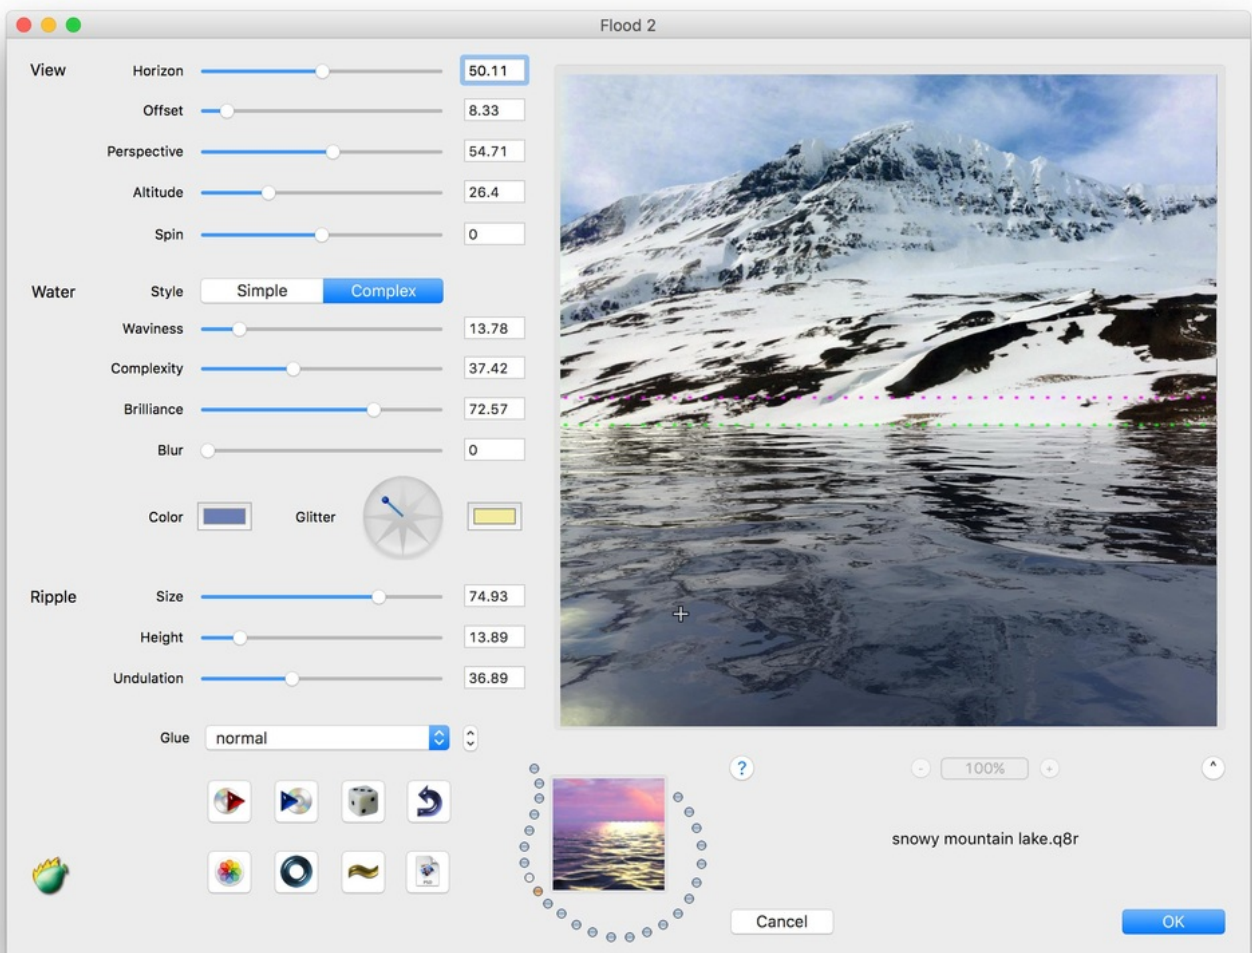 Flood 2
View
Horizon 50.11
Offset 8.33
Perspective 54.71
Altitude 26.4
Spin 0
Water
Style Simple Complex
Waviness 13.78
Complexity 37.42
Brilliance 72.57
Blur 0
Color Glitter
Ripple
Size 74.93
Height 13.89
Undulation 36.89
Glue normal
? - 100% + ^
snowy mountain lake.q8r
PSD
Cancel OK